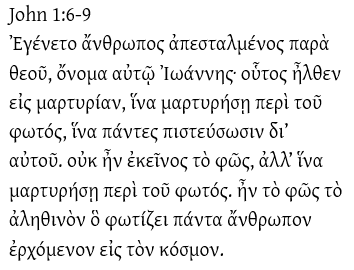 John 1:6-9
Ἐγένετο ἄνθρωπος ἀπεσταλμένος παρὰ
θεοῦ, ὄνομα αὐτῷ Ἰωάννης· οὗτος ἦλθεν
εἰς μαρτυρίαν, ἵνα μαρτυρήσῃ περὶ τοῦ
φωτός, ἵνα πάντες πιστεύσωσιν δι’
αὐτοῦ. οὐκ ἦν ἐκεῖνος τὸ φῶς, ἀλλ’ ἵνα
μαρτυρήσῃ περὶ τοῦ φωτός. ἦν τὸ φῶς τὸ
ἀληθινὸν ὃ φωτίζει πάντα ἄνθρωπον
ἐρχόμενον εἰς τὸν κόσμον.